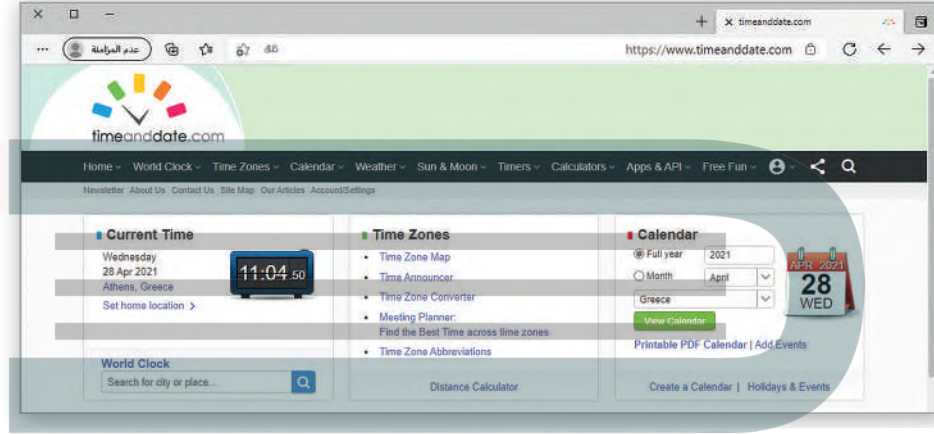 timeanddate.com
عدم المزامنة
https://www.timeanddate.com
timeanddate.com
Home World Clock Time Zones Calendar Weather Sun & Moon Timers Calculators Apps & API Free Fun
Newsletter About Us Contact Us Site Map Our Articles Account/Settings
Current Time
Wednesday
28 Apr 2021
Athens, Greece
Set home location >
11:04 50
World Clock
Search for city or place...
Time Zones
• Time Zone Map
• Time Announcer
• Time Zone Converter
• Meeting Planner:
Find the Best Time across time zones
• Time Zone Abbreviations
Distance Calculator
Calendar
Full year 2021
Month April
Greece
View Calendar
APR 2021
28
WED
Printable PDF Calendar | Add Events
Create a Calendar | Holidays & Events